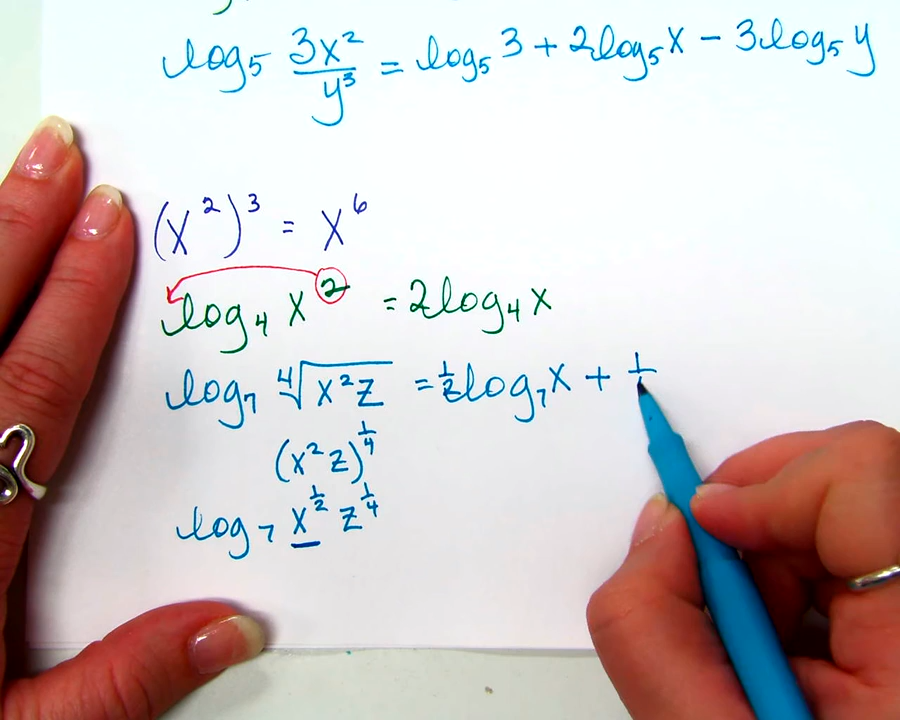 log₅ 3x²/y³ = log₅ 3 + 2log₅ x − 3log₅ y
(x²)³ = x⁶
log₄ x² = 2log₄ x
log₇ ⁴√(x²z) = ½log₇ x + 1/
(x² z)^¼
log₇ x^½ z^¼